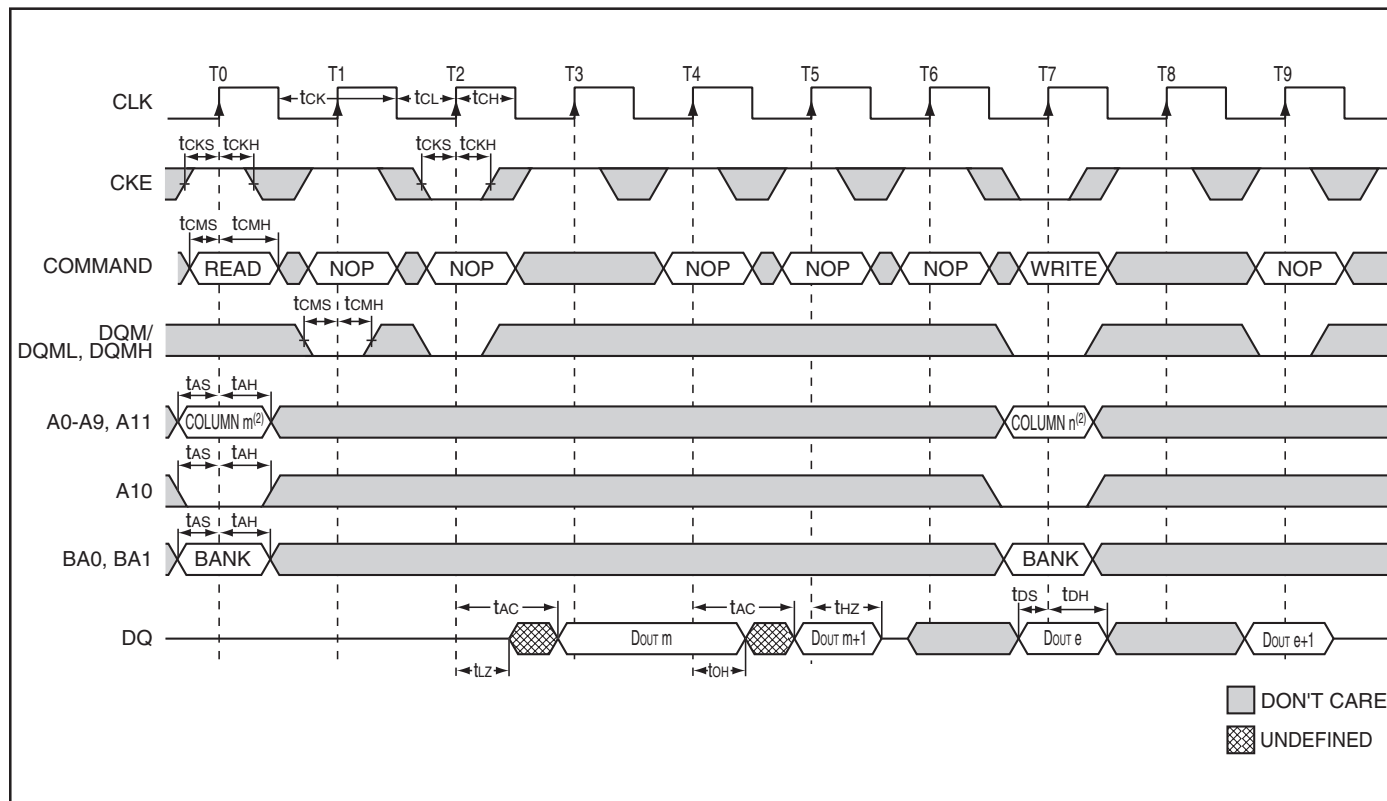 T0 T1 T2 T3 T4 T5 T6 T7 T8 T9
CLK
tCK tCL tCH
tCKS tCKH tCKS tCKH
CKE
tCMS tCMH
COMMAND READ NOP NOP NOP NOP NOP WRITE NOP
tCMS tCMH
DQM/
DQML, DQMH
tAS tAH
A0-A9, A11 COLUMN m(2) COLUMN n(2)
tAS tAH
A10
tAS tAH
BA0, BA1 BANK BANK
tAC tAC tHZ tDS tDH
DQ DOUT m DOUT m+1 DOUT e DOUT e+1
tLZ tOH
DON'T CARE
UNDEFINED